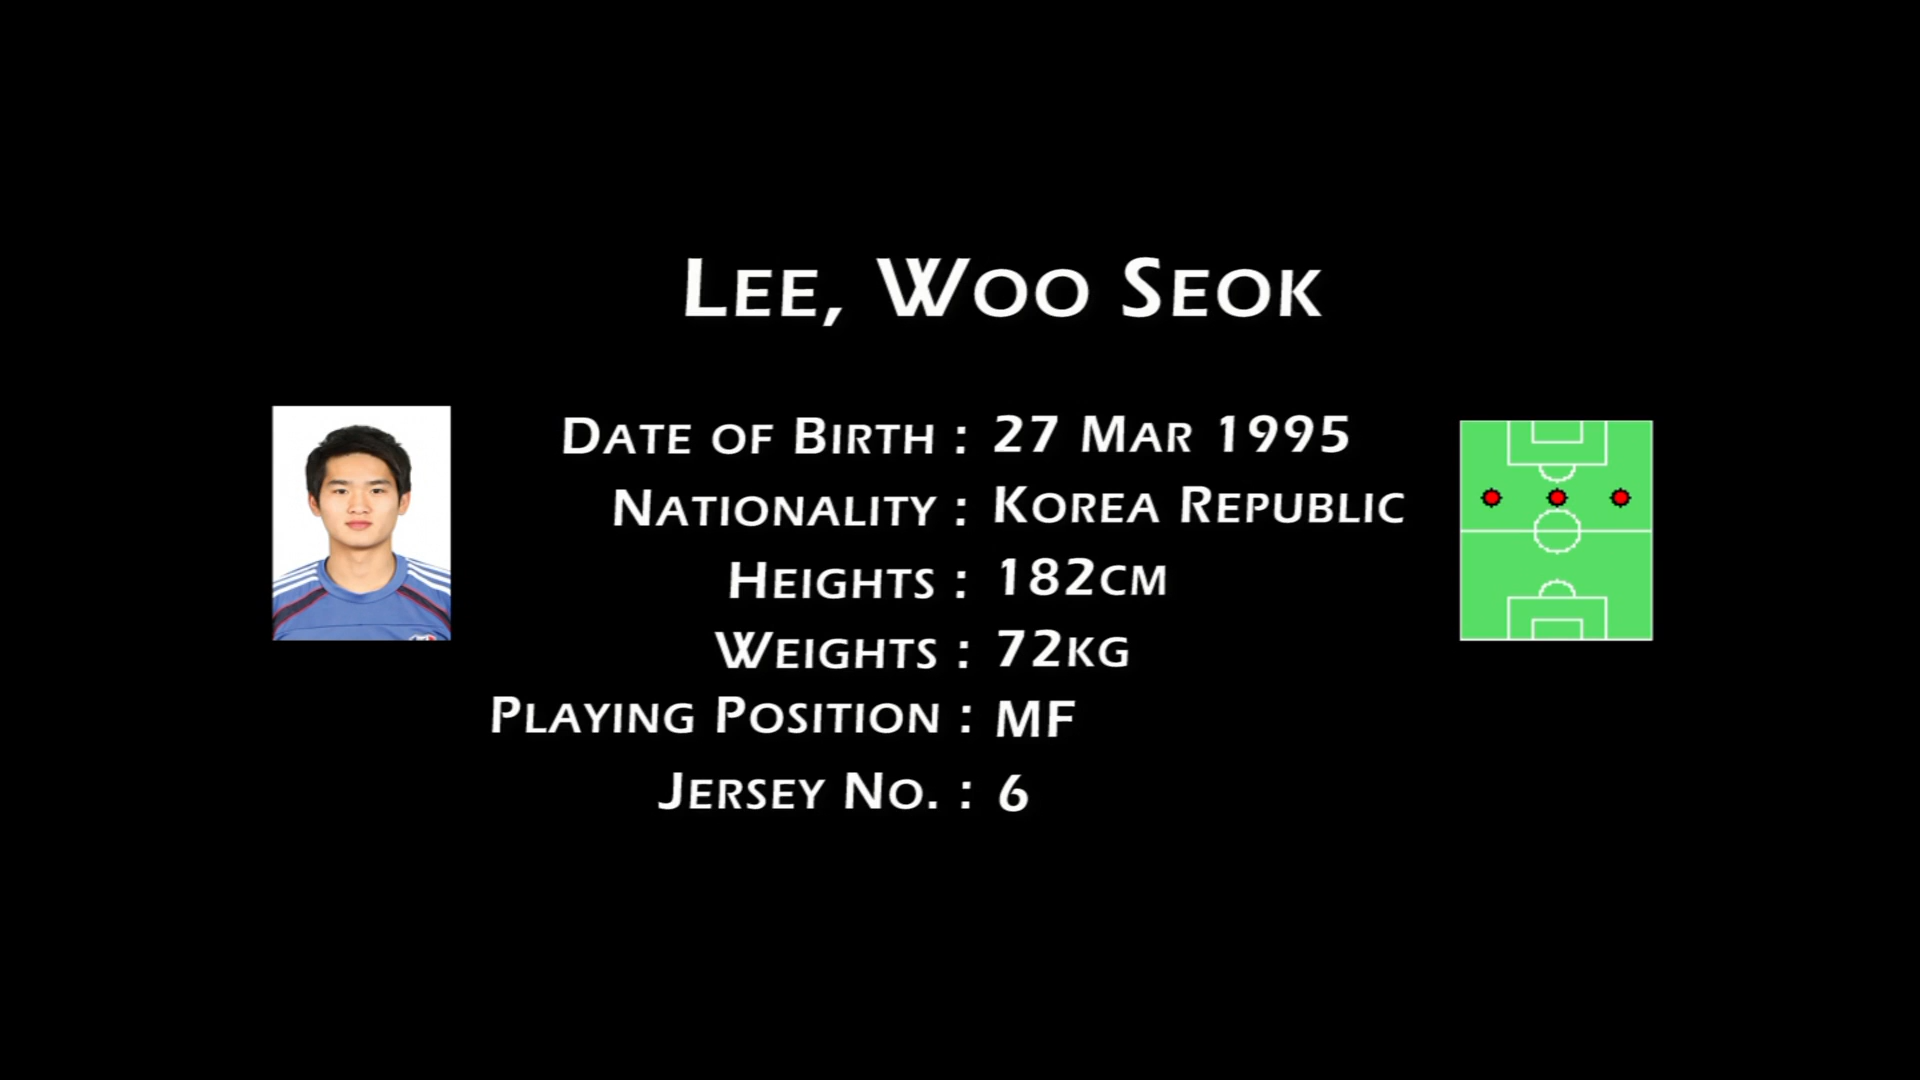 Lee, Woo Seok
Date of Birth : 27 Mar 1995
Nationality : Korea Republic
Heights : 182cm
Weights : 72kg
Playing Position : MF
Jersey No. : 6